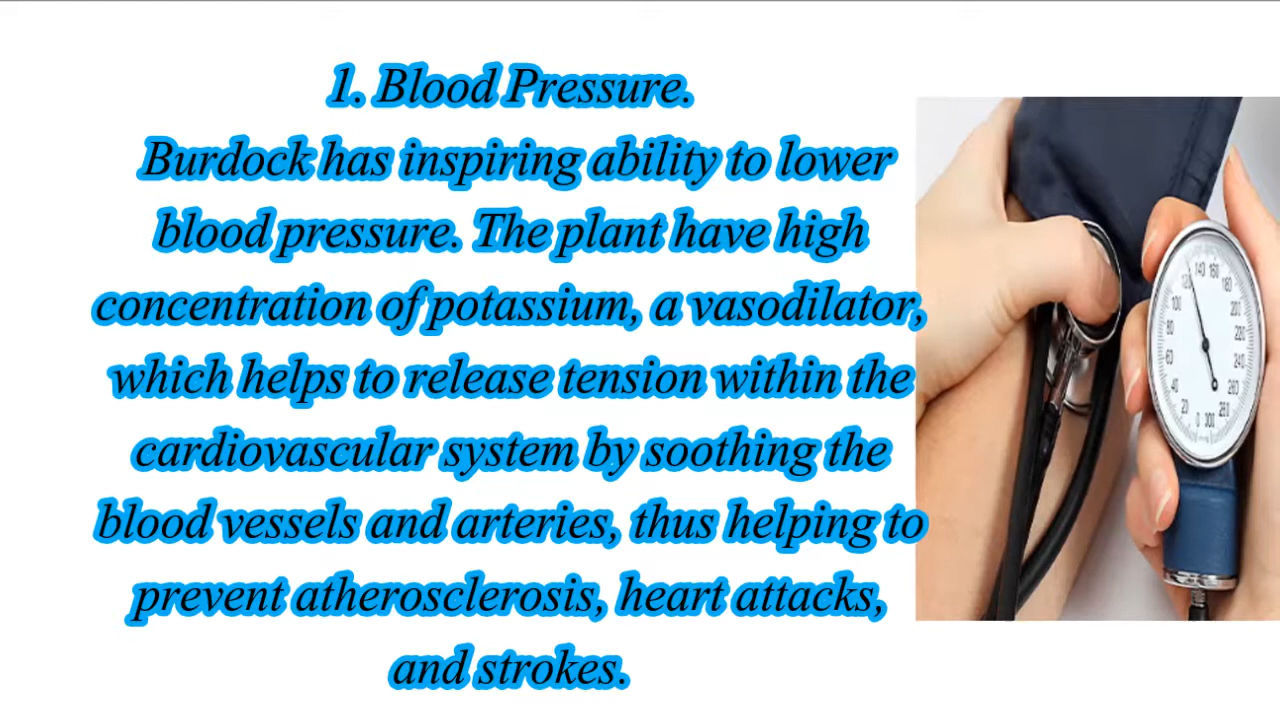 1. Blood Pressure.
Burdock has inspiring ability to lower
blood pressure. The plant have high
concentration of potassium, a vasodilator,
which helps to release tension within the
cardiovascular system by soothing the
blood vessels and arteries, thus helping to
prevent atherosclerosis, heart attacks,
and strokes.